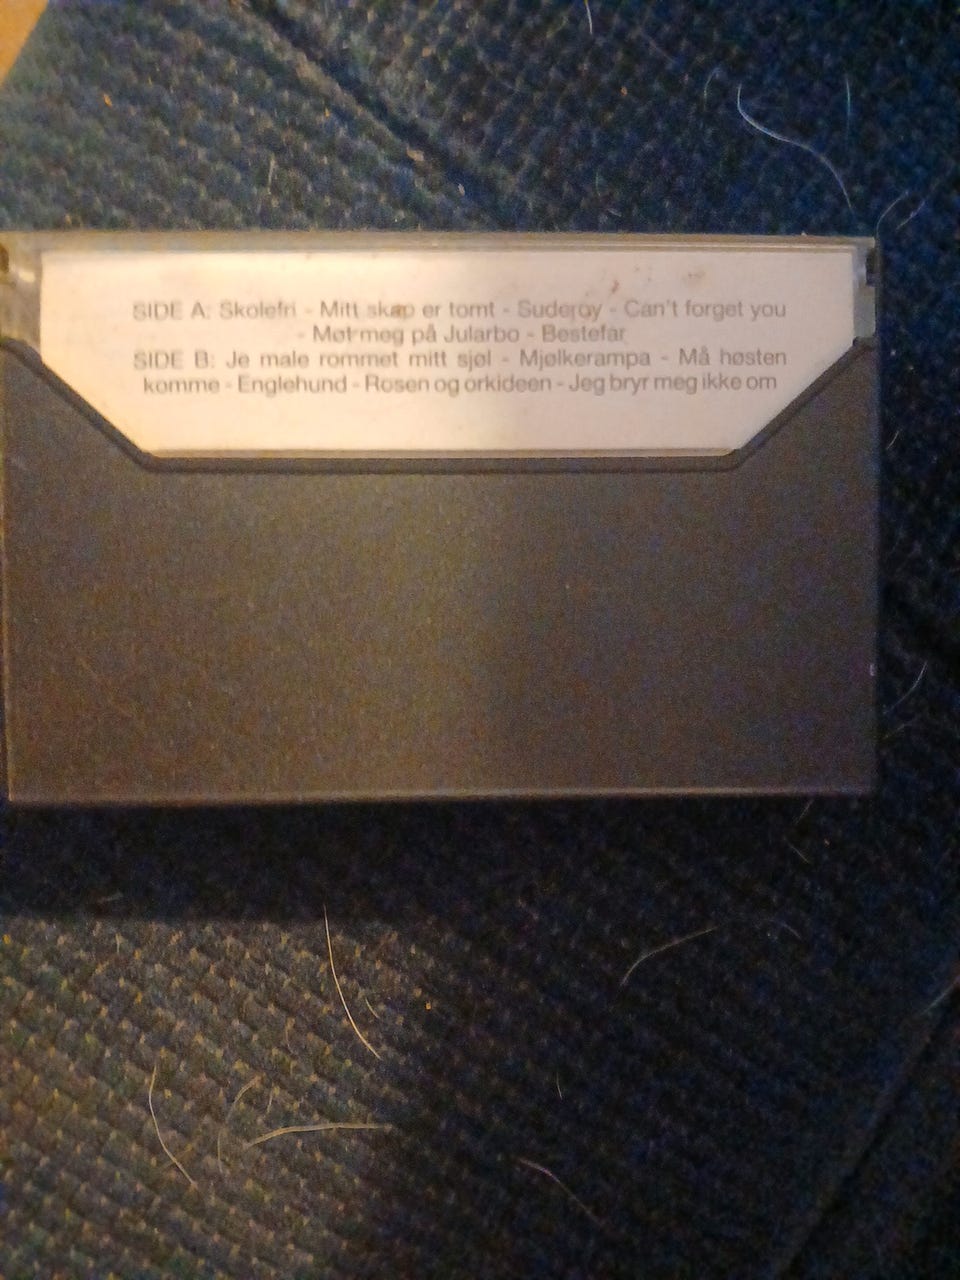 SIDE A: Skolefri - Mitt skap er tomt - Suderøy - Can't forget you
- Møt meg på Jularbo - Bestefar
SIDE B: Je male rommet mitt sjøl - Mjølkerampa - Må høsten
komme - Englehund - Rosen og orkideen - Jeg bryr meg ikke om